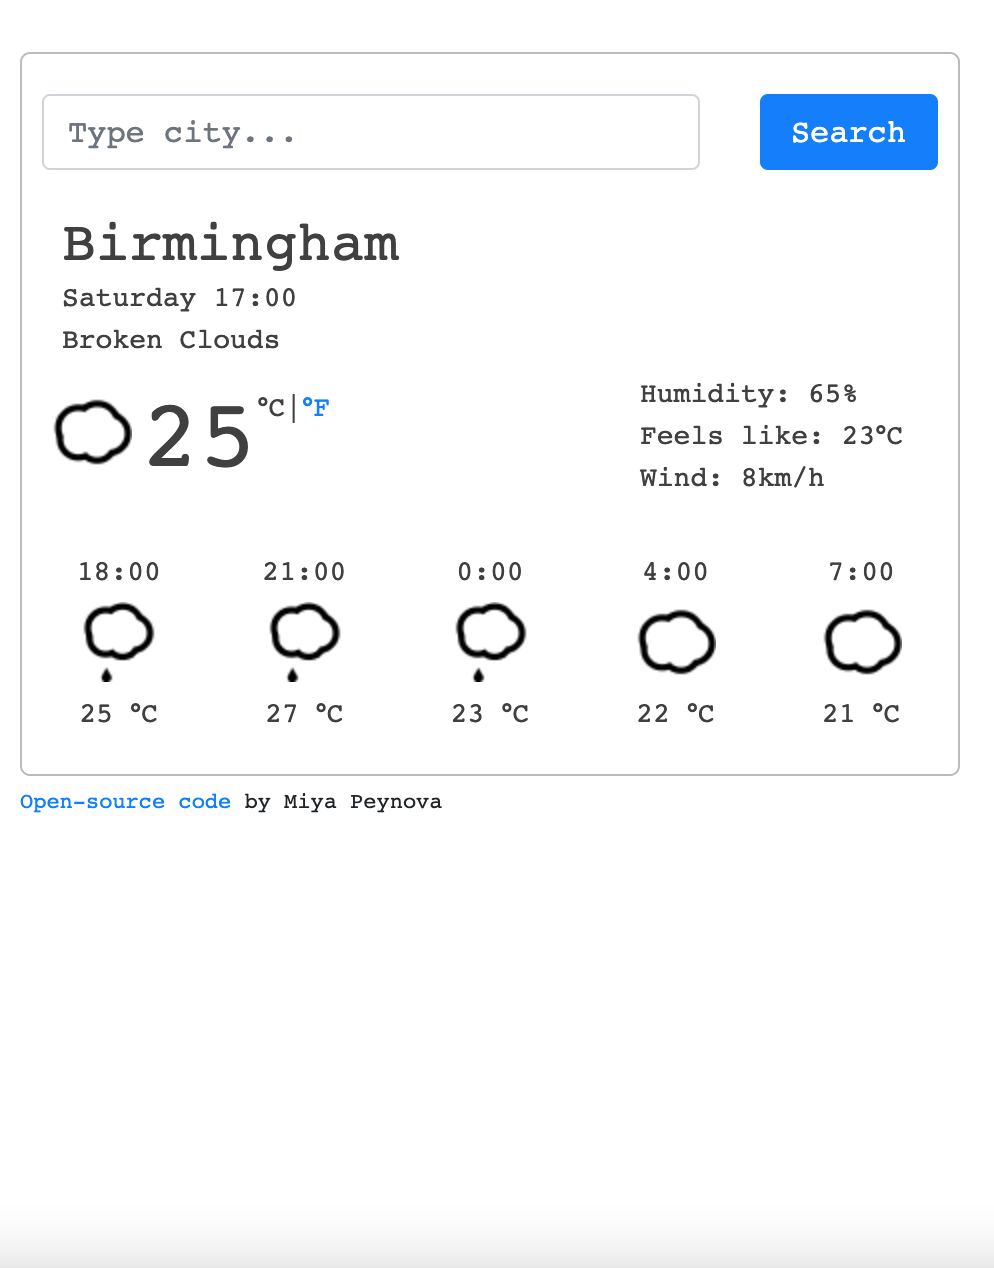 Type city...
Search
Birmingham
Saturday 17:00
Broken Clouds
25 °C|°F
Humidity: 65%
Feels like: 23°C
Wind: 8km/h
18:00 21:00 0:00 4:00 7:00
25 °C 27 °C 23 °C 22 °C 21 °C
Open-source code by Miya Peynova